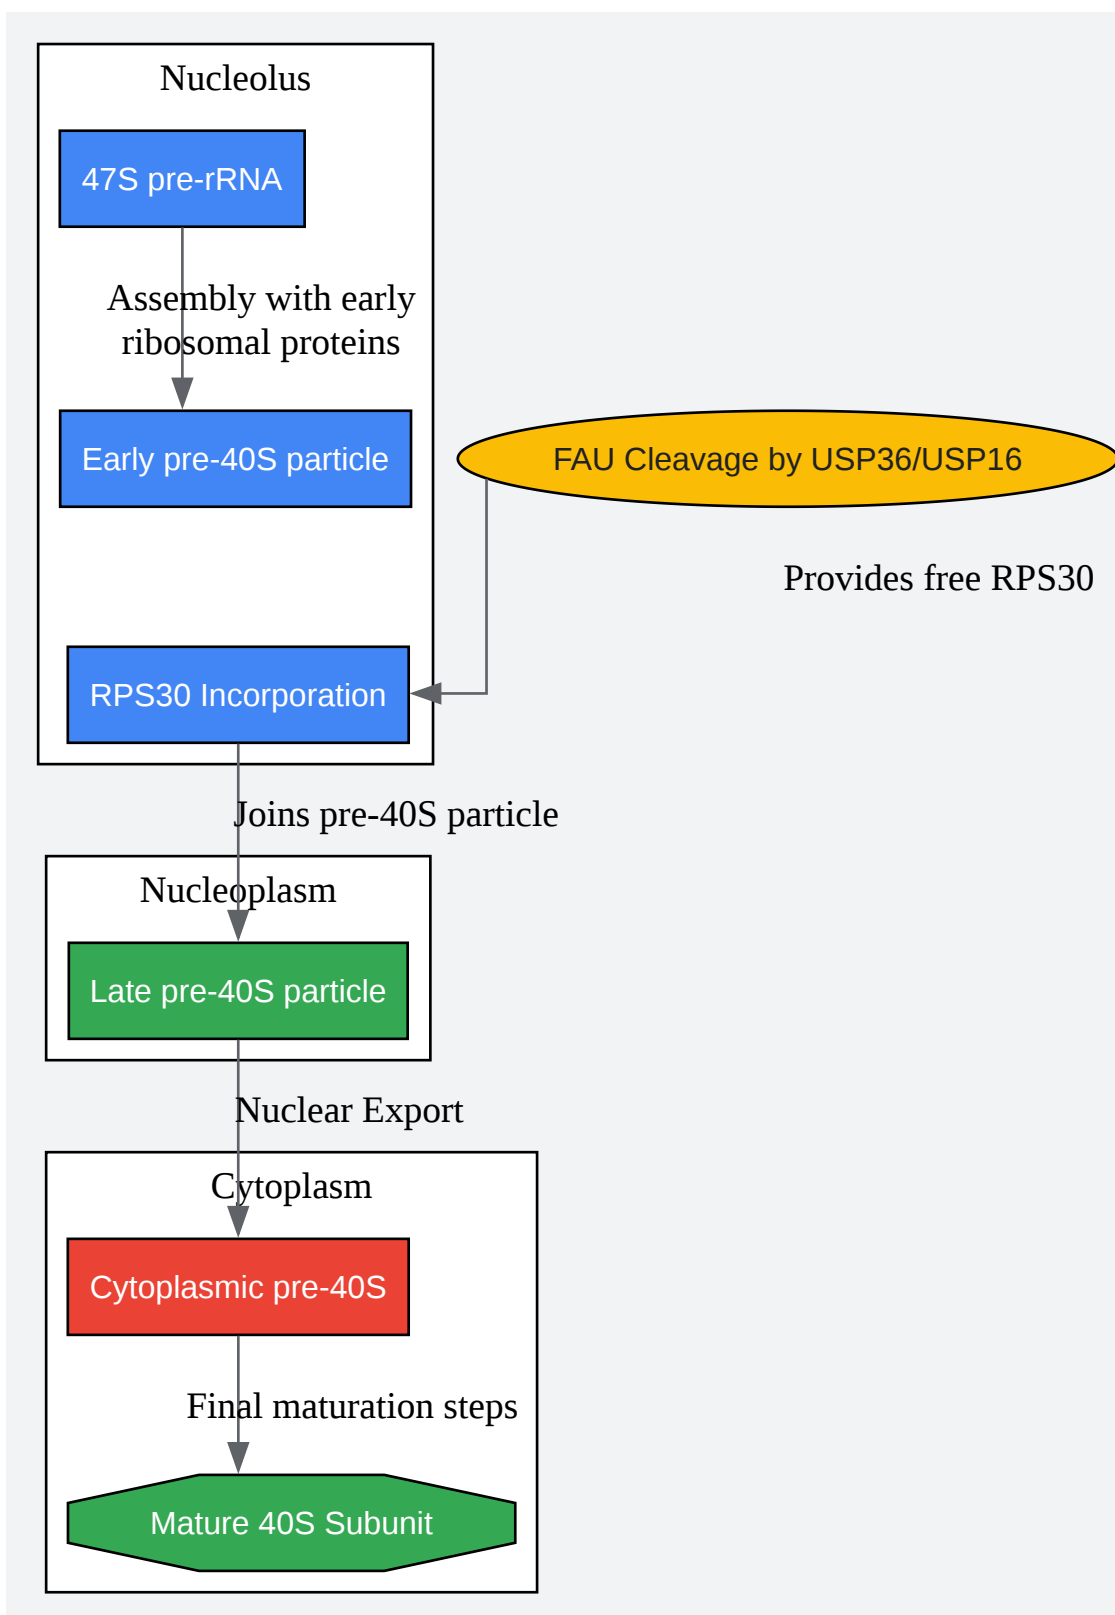 Nucleolus
47S pre-rRNA
Assembly with early
ribosomal proteins
Early pre-40S particle
FAU Cleavage by USP36/USP16
Provides free RPS30
RPS30 Incorporation
Joins pre-40S particle
Nucleoplasm
Late pre-40S particle
Nuclear Export
Cytoplasm
Cytoplasmic pre-40S
Final maturation steps
Mature 40S Subunit